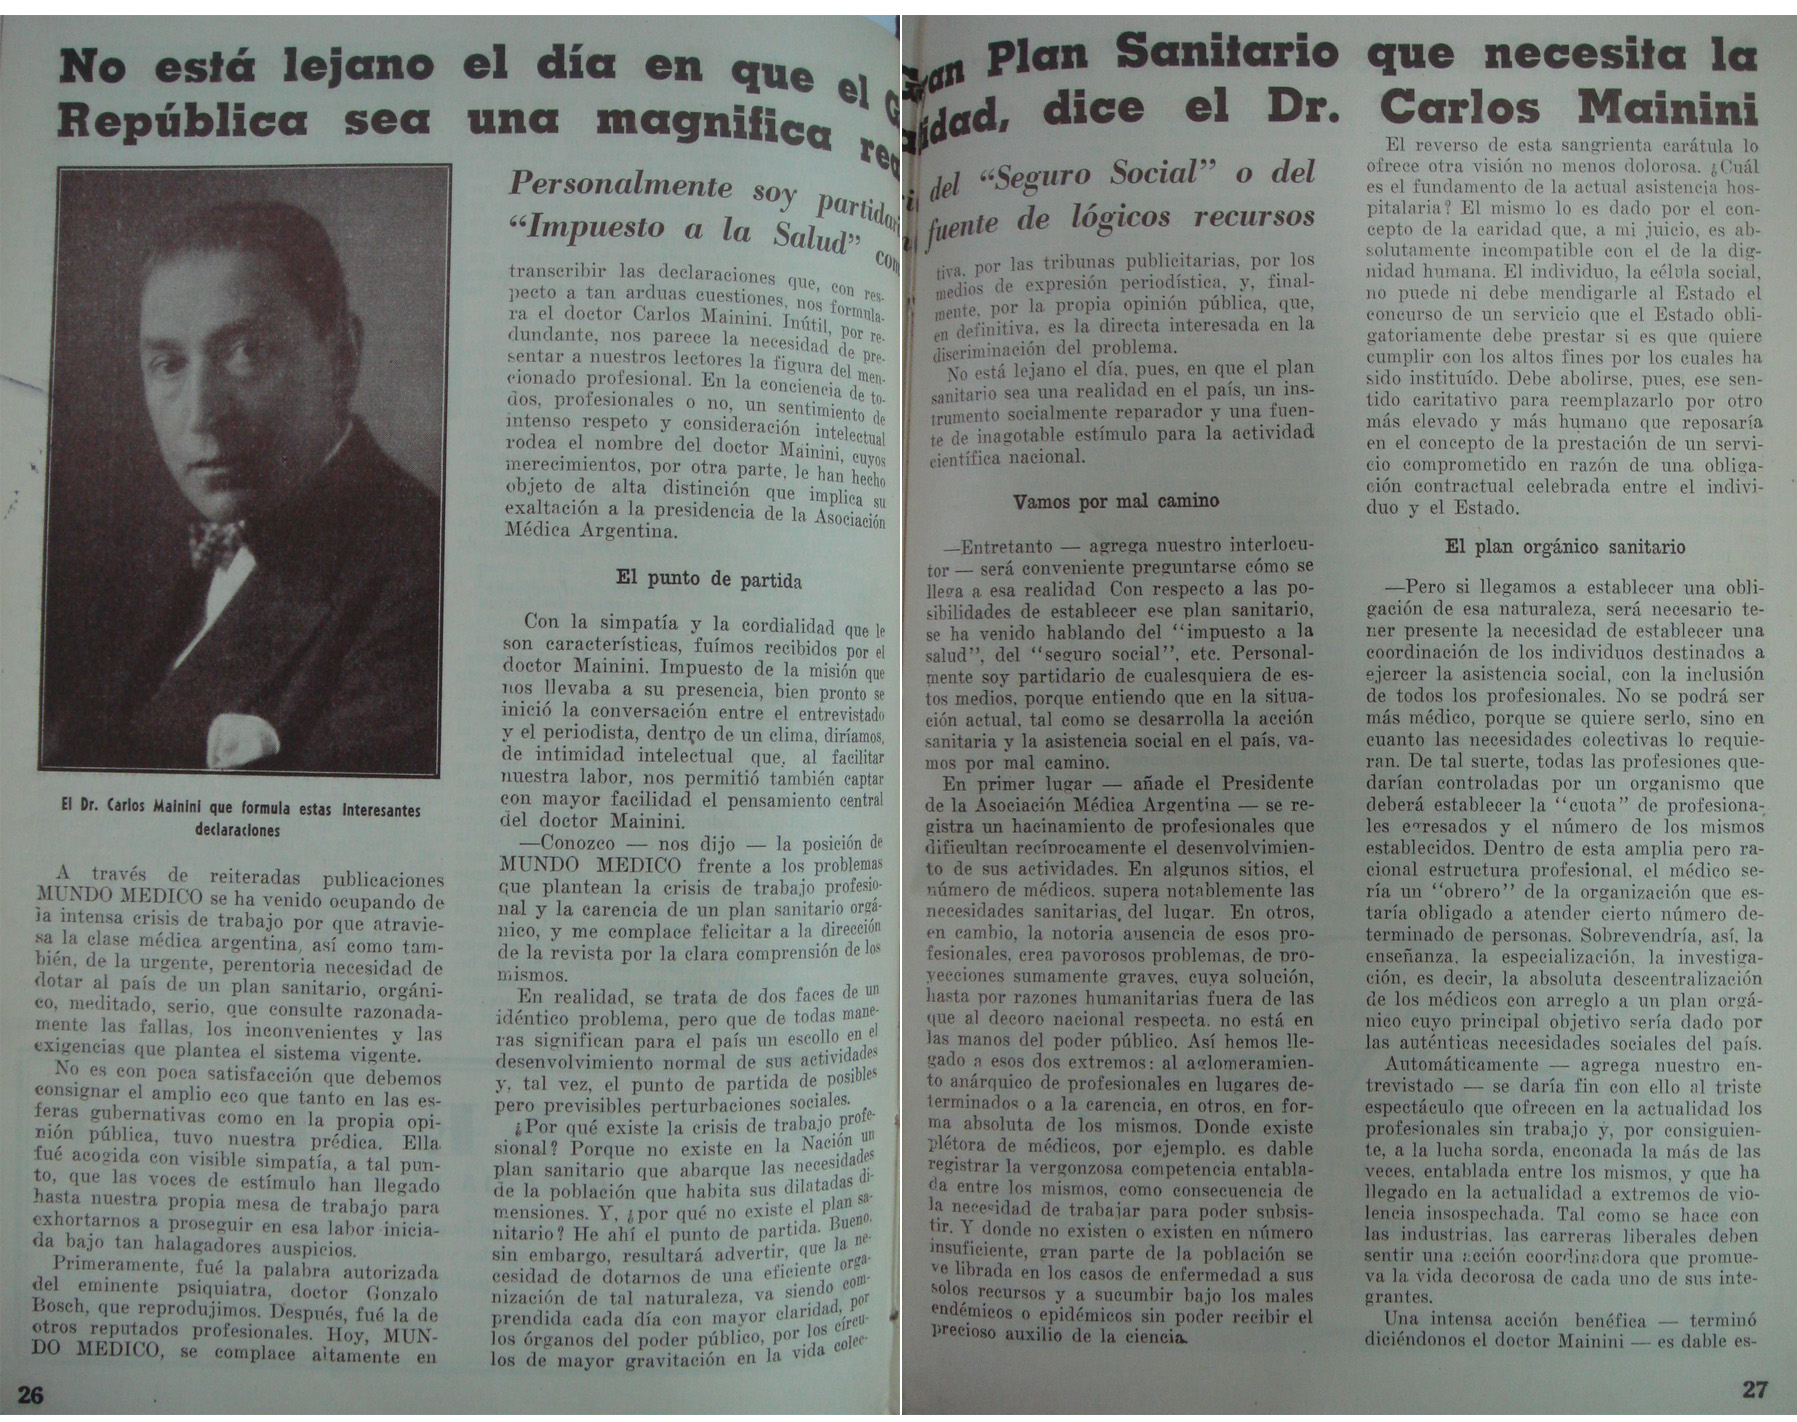 No está lejano el día en que el Gran Plan Sanitario que necesita la
República sea una magnifica realidad, dice el Dr. Carlos Mainini
Personalmente soy partidari del “Seguro Social” o del
“Impuesto a la Salud” com fuente de lógicos recursos
El Dr. Carlos Mainini que formula estas interesantes
declaraciones
A través de reiteradas publicaciones
MUNDO MEDICO se ha venido ocupando de
la intensa crisis de trabajo por que atravie-
sa la clase médica argentina, así como tam-
bién, de la urgente, perentoria necesidad de
dotar al país de un plan sanitario, orgáni-
co, meditado, serio, que consulte razonada-
mente las fallas, los inconvenientes y las
exigencias que plantea el sistema vigente.
No es con poca satisfacción que debemos
consignar el amplio eco que tanto en las es-
feras gubernativas como en la propia opi-
nión pública, tuvo nuestra prédica. Ella
fué acogida con visible simpatía, a tal pun-
to, que las voces de estímulo han llegado
hasta nuestra propia mesa de trabajo para
exhortarnos a proseguir en esa labor inicia-
da bajo tan halagadores auspicios.
Primeramente, fué la palabra autorizada
del eminente psiquiatra, doctor Gonzalo
Bosch, que reprodujimos. Después, fué la de
otros reputados profesionales. Hoy, MUN-
DO MEDICO, se complace altamente en
26
transcribir las declaraciones que, con res-
pecto a tan arduas cuestiones, nos formula-
ra el doctor Carlos Mainini. Inútil, por re-
dundante, nos parece la necesidad de pre-
sentar a nuestros lectores la figura del men-
cionado profesional. En la conciencia de to-
dos, profesionales o no, un sentimiento de
intenso respeto y consideración intelectual
rodea el nombre del doctor Mainini, cuyos
merecimientos, por otra parte, le han hecho
objeto de alta distinción que implica su
exaltación a la presidencia de la Asociación
Médica Argentina.
El punto de partida
Con la simpatía y la cordialidad que le
son características, fuímos recibidos por el
doctor Mainini. Impuesto de la misión que
nos llevaba a su presencia, bien pronto se
inició la conversación entre el entrevistado
y el periodista, dentro de un clima, diríamos,
de intimidad intelectual que, al facilitar
nuestra labor, nos permitió también captar
con mayor facilidad el pensamiento central
del doctor Mainini.
—Conozco — nos dijo — la posición de
MUNDO MEDICO frente a los problemas
que plantean la crisis de trabajo profesio-
nal y la carencia de un plan sanitario orgá-
nico, y me complace felicitar a la dirección
de la revista por la clara comprensión de los
mismos.
En realidad, se trata de dos faces de un
idéntico problema, pero que de todas mane-
ras significan para el país un escollo en el
desenvolvimiento normal de sus actividades
y, tal vez, el punto de partida de posibles
pero previsibles perturbaciones sociales.
¿Por qué existe la crisis de trabajo profe-
sional? Porque no existe en la Nación un
plan sanitario que abarque las necesidades
de la población que habita sus dilatadas di-
mensiones. Y, ¿por qué no existe el plan sa-
nitario? He ahí el punto de partida. Bueno,
sin embargo, resultará advertir, que la ne-
cesidad de dotarnos de una eficiente orga-
nización de tal naturaleza, va siendo com-
prendida cada día con mayor claridad, por
los órganos del poder público, por los círcu-
los de mayor gravitación en la vida colec-
tiva, por las tribunas publicitarias, por los
medios de expresión periodística, y, final-
mente, por la propia opinión pública, que,
en definitiva, es la directa interesada en la
discriminación del problema.
No está lejano el día, pues, en que el plan
sanitario sea una realidad en el país, un ins-
trumento socialmente reparador y una fuen-
te de inagotable estímulo para la actividad
científica nacional.
Vamos por mal camino
—Entretanto — agrega nuestro interlocu-
tor — será conveniente preguntarse cómo se
llega a esa realidad Con respecto a las po-
sibilidades de establecer ese plan sanitario,
se ha venido hablando del “impuesto a la
salud”, del “seguro social”, etc. Personal-
mente soy partidario de cualesquiera de es-
tos medios, porque entiendo que en la situa-
ción actual, tal como se desarrolla la acción
sanitaria y la asistencia social en el país, va-
mos por mal camino.
En primer lugar — añade el Presidente
de la Asociación Médica Argentina — se re-
gistra un hacinamiento de profesionales que
dificultan recíprocamente el desenvolvimien-
to de sus actividades. En algunos sitios, el
número de médicos, supera notablemente las
necesidades sanitarias, del lugar. En otros,
en cambio, la notoria ausencia de esos pro-
fesionales, crea pavorosos problemas, de pro-
yecciones sumamente graves, cuya solución,
hasta por razones humanitarias fuera de las
que al decoro nacional respecta, no está en
las manos del poder público. Así hemos lle-
gado a esos dos extremos: al aglomeramien-
to anárquico de profesionales en lugares de-
terminados o a la carencia, en otros, en for-
ma absoluta de los mismos. Donde existe
plétora de médicos, por ejemplo, es dable
registrar la vergonzosa competencia entabla-
da entre los mismos, como consecuencia de
la necesidad de trabajar para poder subsis-
tir. Y donde no existen o existen en número
insuficiente, gran parte de la población se
ve librada en los casos de enfermedad a sus
solos recursos y a sucumbir bajo los males
endémicos o epidémicos sin poder recibir el
precioso auxilio de la ciencia.
El reverso de esta sangrienta carátula lo
ofrece otra visión no menos dolorosa. ¿Cuál
es el fundamento de la actual asistencia hos-
pitalaria? El mismo lo es dado por el con-
cepto de la caridad que, a mi juicio, es ab-
solutamente incompatible con el de la dig-
nidad humana. El individuo, la célula social,
no puede ni debe mendigarle al Estado el
concurso de un servicio que el Estado obli-
gatoriamente debe prestar si es que quiere
cumplir con los altos fines por los cuales ha
sido instituído. Debe abolirse, pues, ese sen-
tido caritativo para reemplazarlo por otro
más elevado y más humano que reposaría
en el concepto de la prestación de un servi-
cio comprometido en razón de una obliga-
ción contractual celebrada entre el indivi-
duo y el Estado.
El plan orgánico sanitario
—Pero si llegamos a establecer una obli-
gación de esa naturaleza, será necesario te-
ner presente la necesidad de establecer una
coordinación de los individuos destinados a
ejercer la asistencia social, con la inclusión
de todos los profesionales. No se podrá ser
más médico, porque se quiere serlo, sino en
cuanto las necesidades colectivas lo requie-
ran. De tal suerte, todas las profesiones que-
darían controladas por un organismo que
deberá establecer la “cuota” de profesiona-
les egresados y el número de los mismos
establecidos. Dentro de esta amplia pero ra-
cional estructura profesional, el médico se-
ría un “obrero” de la organización que es-
taría obligado a atender cierto número de-
terminado de personas. Sobrevendría, así, la
enseñanza, la especialización, la investiga-
ción, es decir, la absoluta descentralización
de los médicos con arreglo a un plan orgá-
nico cuyo principal objetivo sería dado por
las auténticas necesidades sociales del país.
Automáticamente — agrega nuestro en-
trevistado — se daría fin con ello al triste
espectáculo que ofrecen en la actualidad los
profesionales sin trabajo y, por consiguien-
te, a la lucha sorda, enconada la más de las
veces, entablada entre los mismos, y que ha
llegado en la actualidad a extremos de vio-
lencia insospechada. Tal como se hace con
las industrias, las carreras liberales deben
sentir una acción coordinadora que promue-
va la vida decorosa de cada uno de sus inte-
grantes.
Una intensa acción benéfica — terminó
diciéndonos el doctor Mainini — es dable es-
27